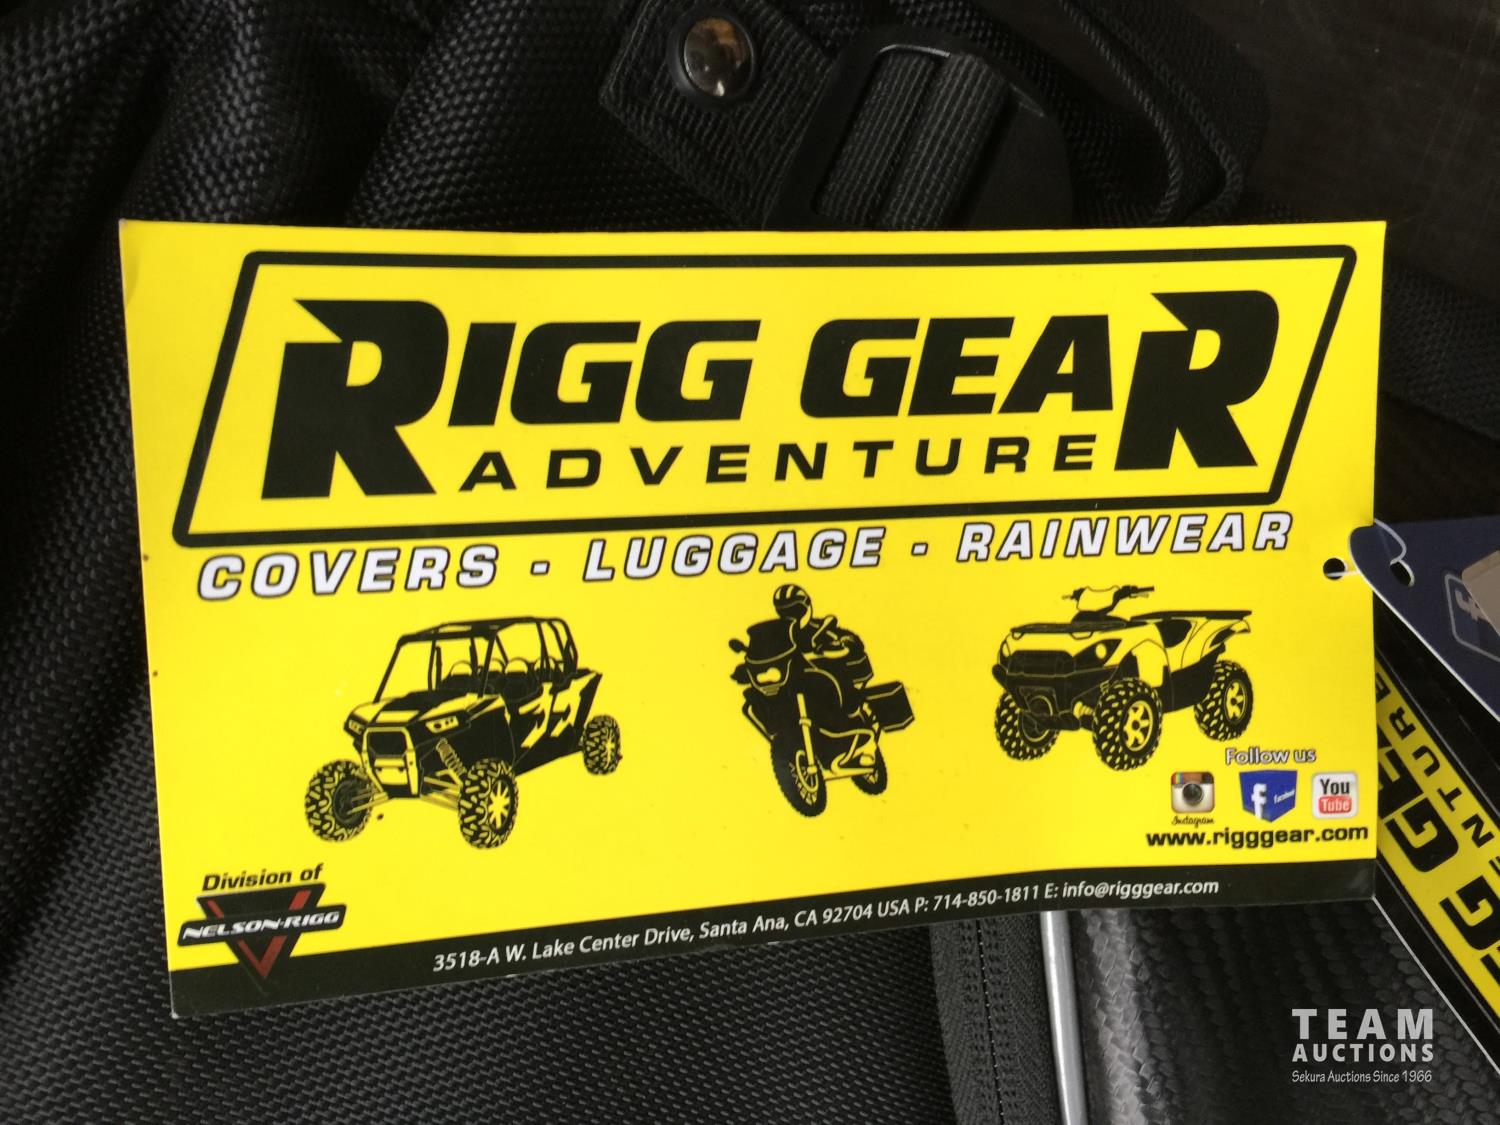 RIGG GEAR
ADVENTURE
COVERS - LUGGAGE - RAINWEAR
Follow us
Instagram
f Facebook
You
Tube
www.rigggear.com
Division of
NELSON-RIGG
3518-A W. Lake Center Drive, Santa Ana, CA 92704 USA P: 714-850-1811 E: info@rigggear.com
TEAM
AUCTIONS
Sekura Auctions Since 1966